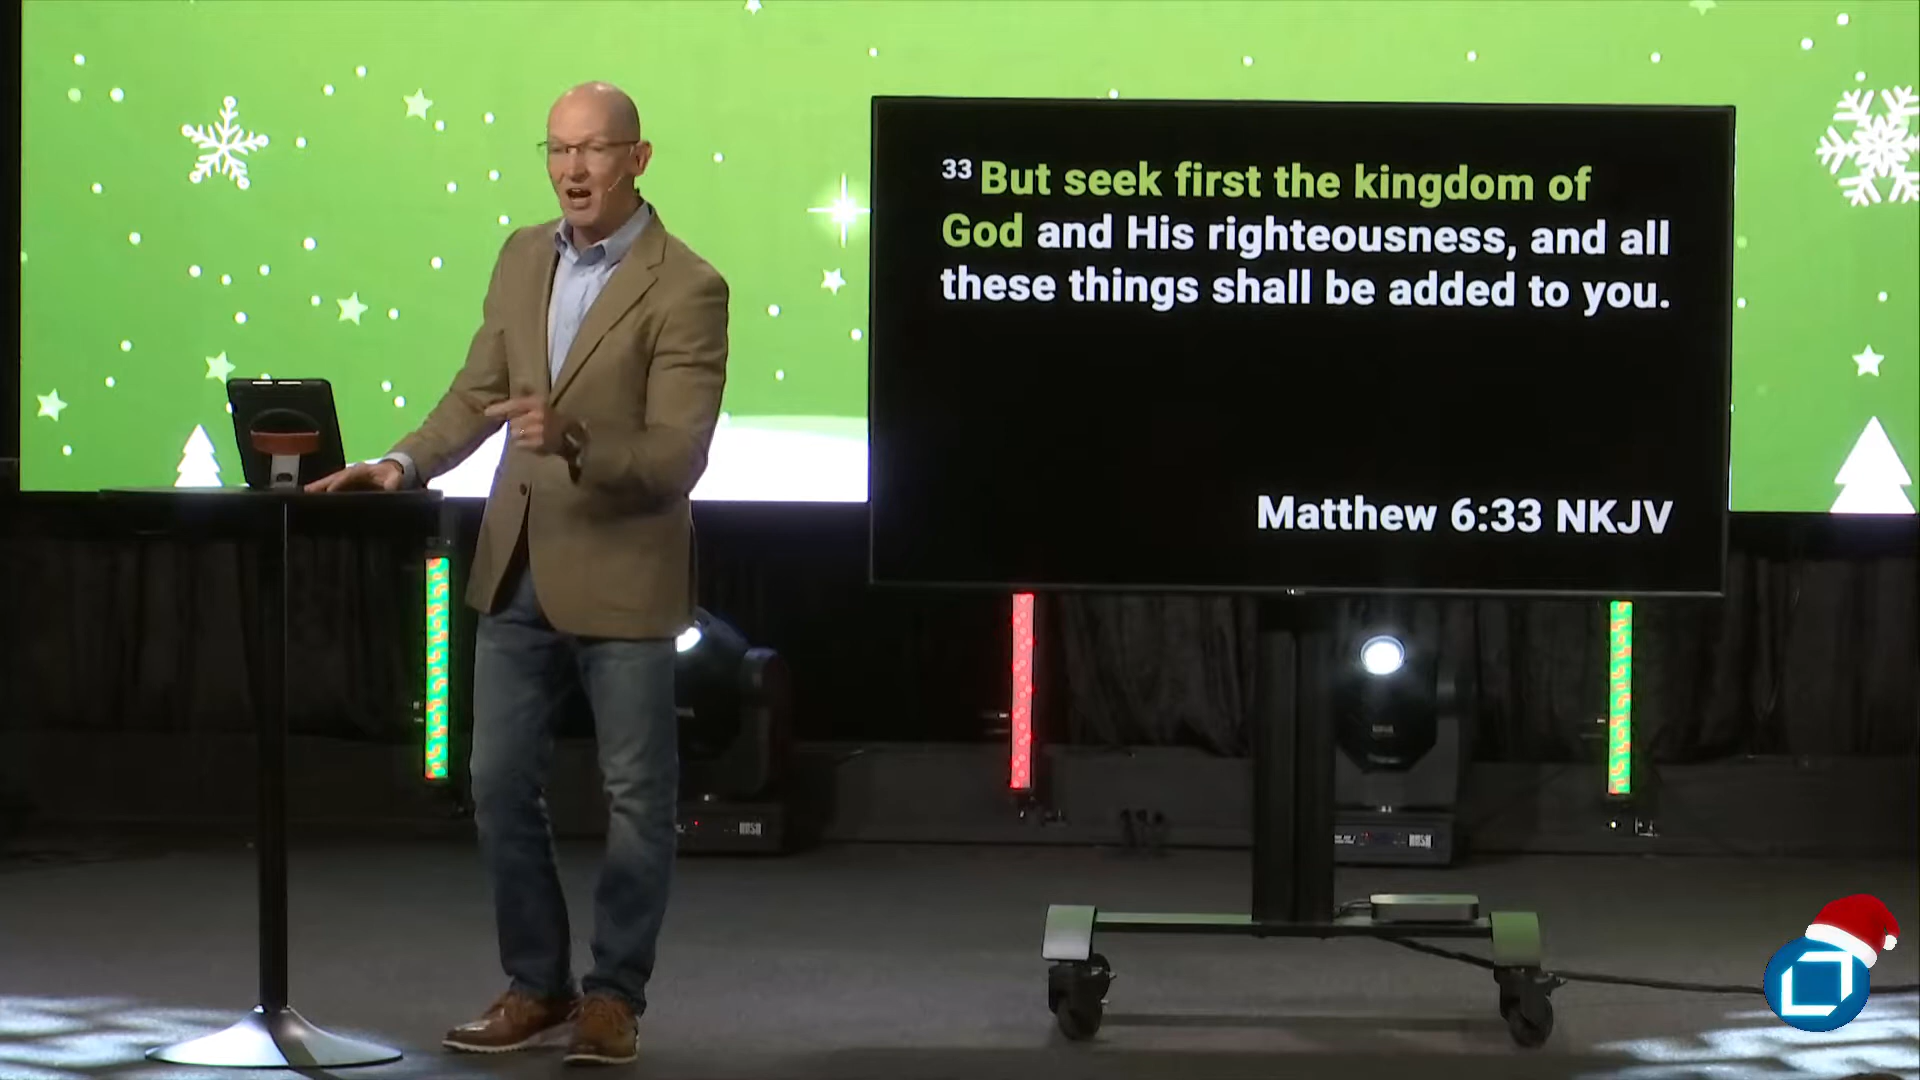 33 But seek first the kingdom of
God and His righteousness, and all
these things shall be added to you.
Matthew 6:33 NKJV